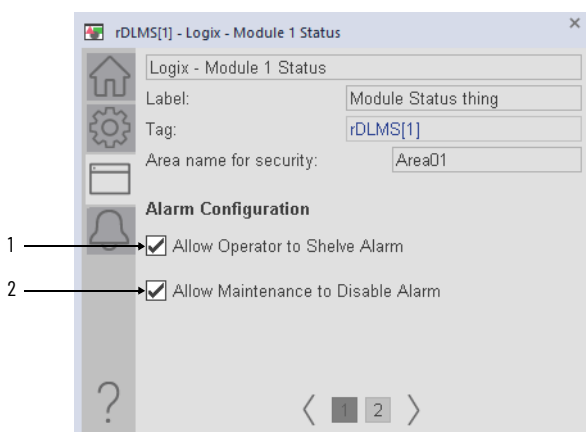 rDLMS[1] - Logix - Module 1 Status
Logix - Module 1 Status
Label: Module Status thing
Tag: rDLMS[1]
Area name for security: Area01
Alarm Configuration
1 Allow Operator to Shelve Alarm
2 Allow Maintenance to Disable Alarm
? 1 2